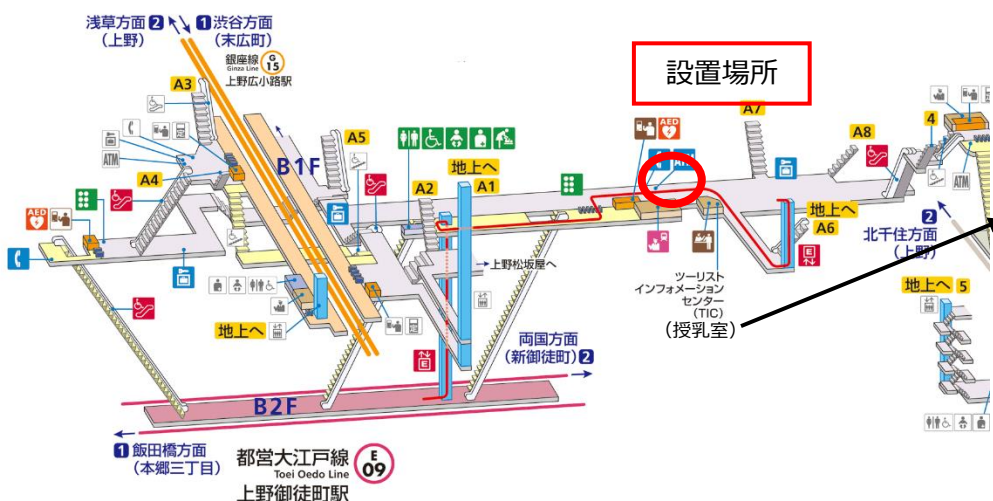 浅草方面 2
（上野）
1 渋谷方面
（末広町）
銀座線 G 15
Ginza Line
上野広小路駅
設置場所
A3
A5
A7
A8
4
B1F
地上へ
A2
A1
ATM
A4
AED
AED
ATM
ATM
地上へ
A6
2
北千住方面
（上野）
上野松坂屋へ
ツーリスト
インフォメーション
センター
（TIC）
（授乳室）
E
地上へ 5
地上へ
両国方面
（新御徒町）2
E
B2F
1 飯田橋方面
（本郷三丁目）
都営大江戸線 E 09
Toei Oedo Line
上野御徒町駅